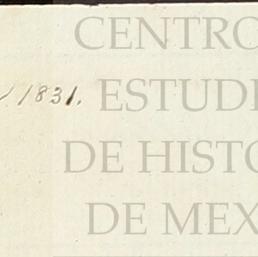 CENTRO
1831. ESTUDI
DE HISTO
DE MEX